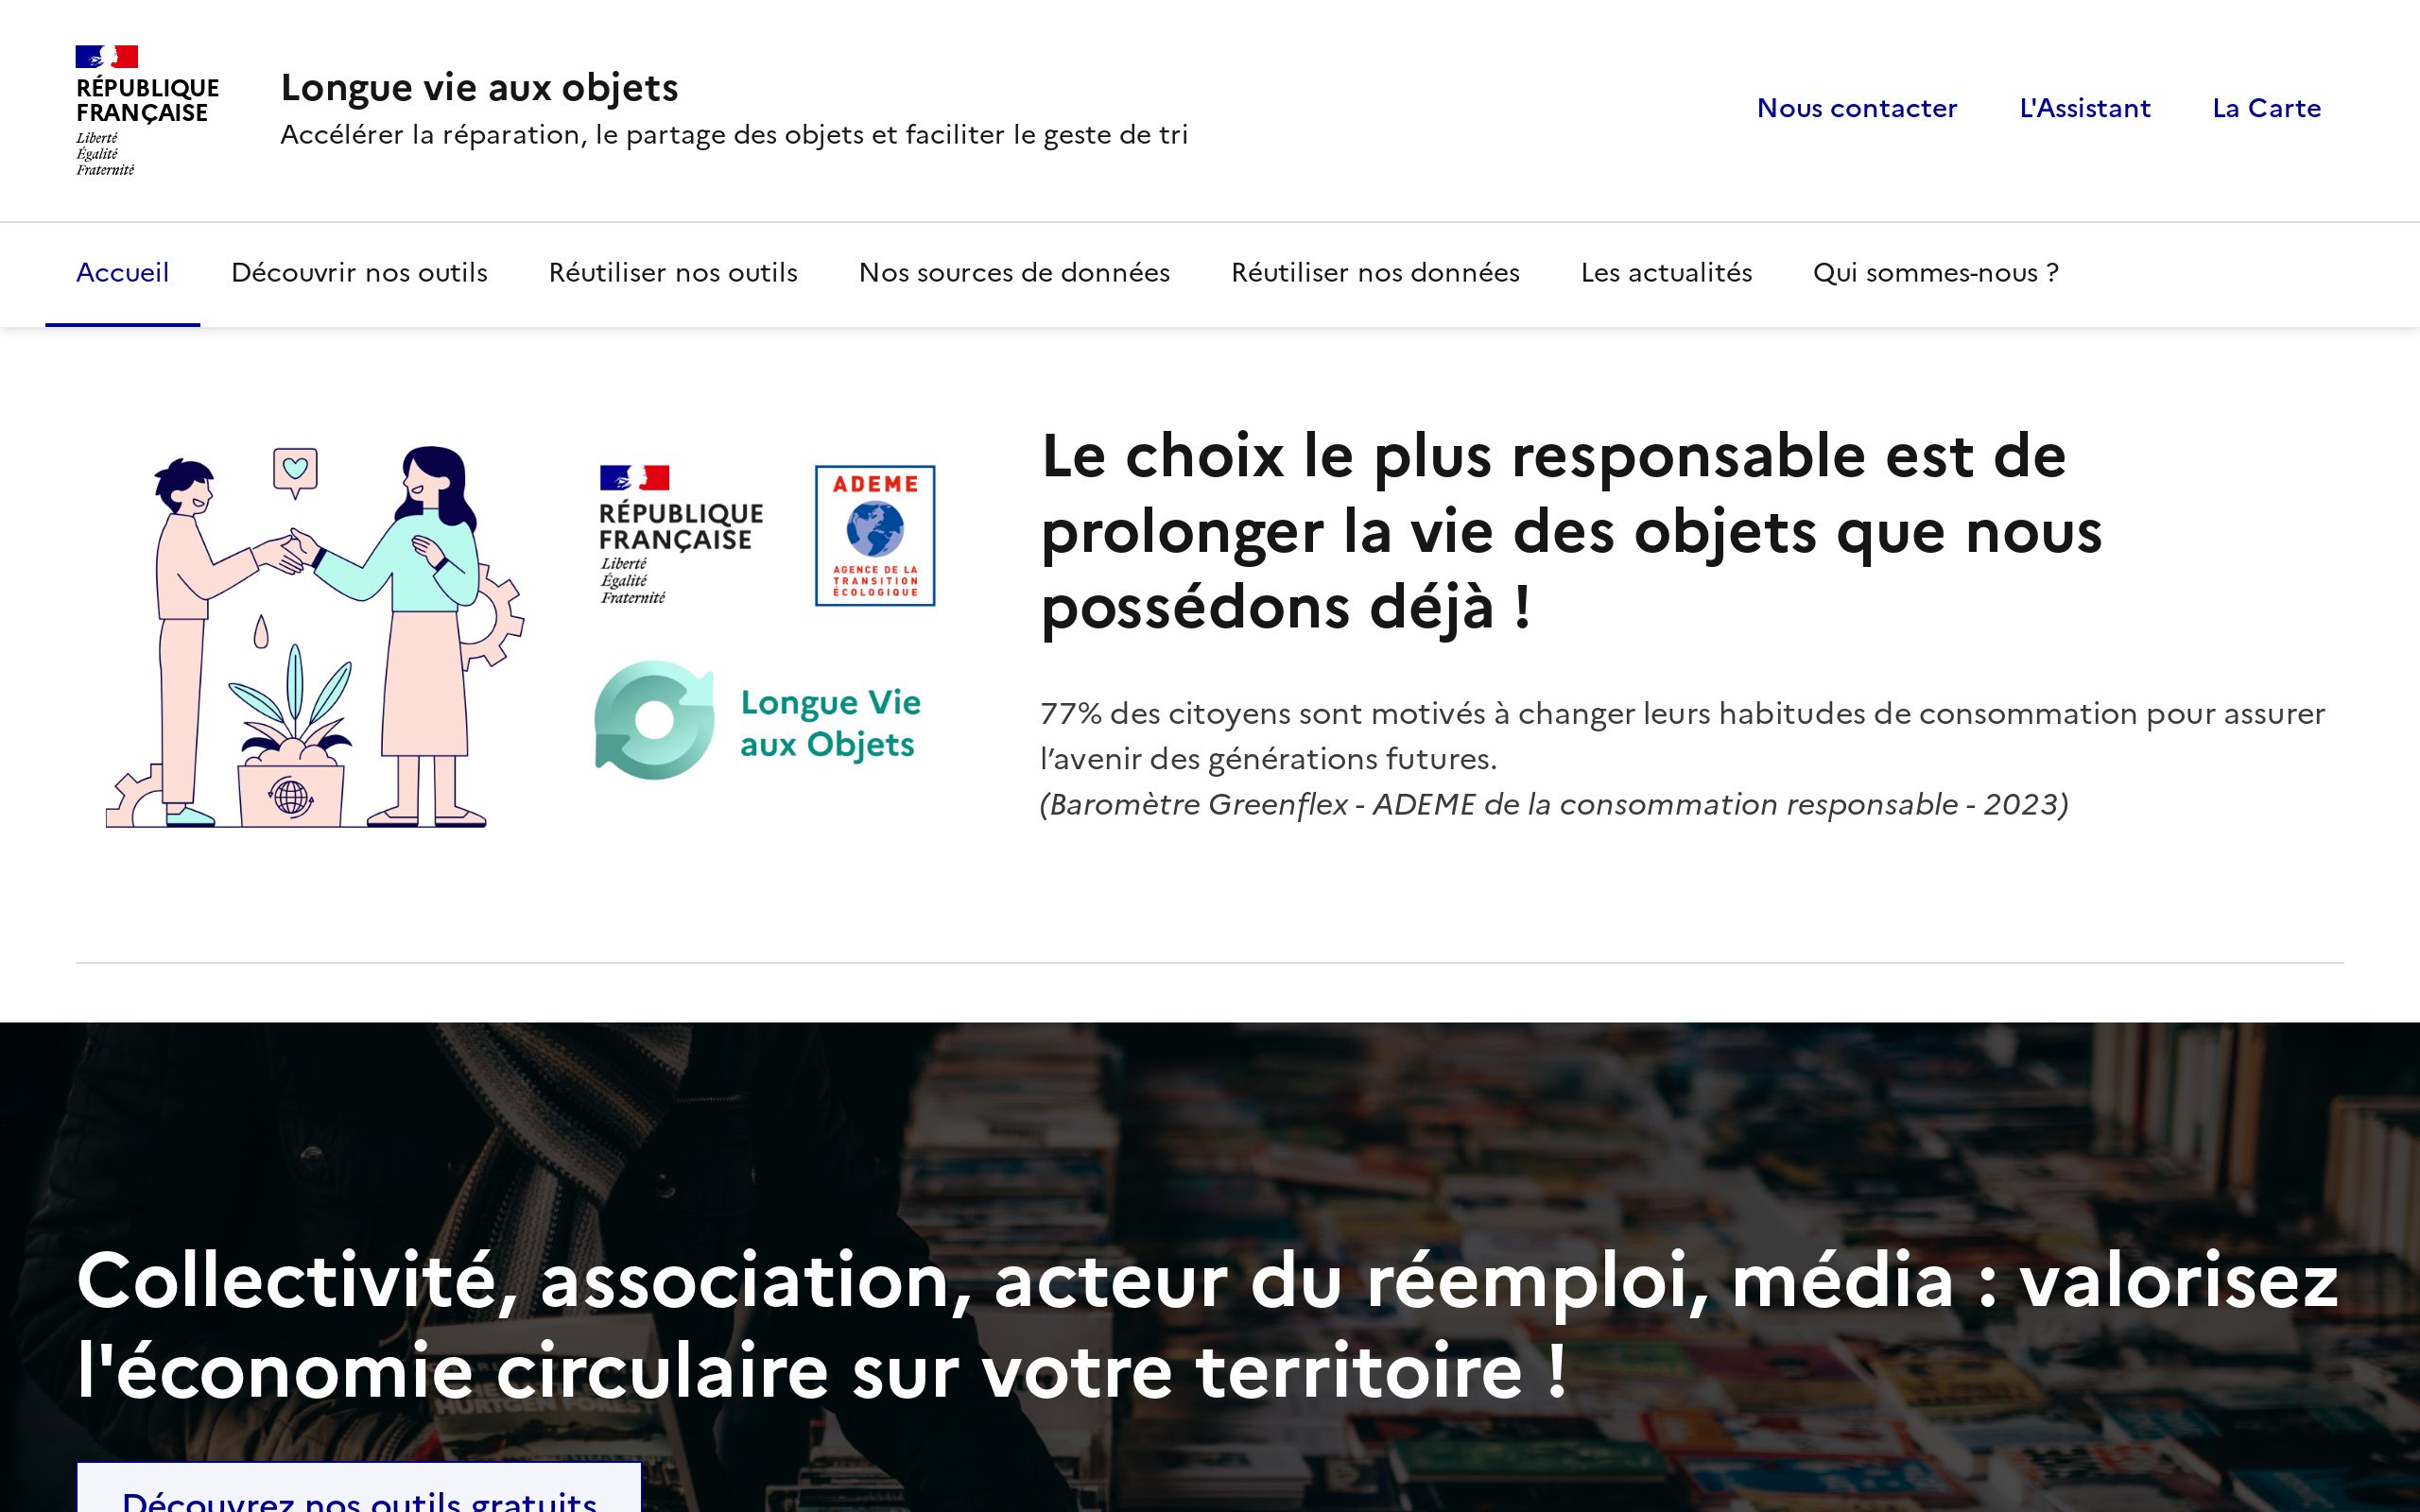 RÉPUBLIQUE
FRANÇAISE
Liberté
Égalité
Fraternité
Longue vie aux objets
Accélérer la réparation, le partage des objets et faciliter le geste de tri
Nous contacter
L'Assistant
La Carte
Accueil
Découvrir nos outils
Réutiliser nos outils
Nos sources de données
Réutiliser nos données
Les actualités
Qui sommes-nous ?
RÉPUBLIQUE
FRANÇAISE
Liberté
Égalité
Fraternité
ADEME
AGENCE DE LA
TRANSITION
ÉCOLOGIQUE
Longue Vie
aux Objets
Le choix le plus responsable est de
prolonger la vie des objets que nous
possédons déjà !
77% des citoyens sont motivés à changer leurs habitudes de consommation pour assurer
l’avenir des générations futures.
(Baromètre Greenflex - ADEME de la consommation responsable - 2023)
Collectivité, association, acteur du réemploi, média : valorisez
l'économie circulaire sur votre territoire !
HURTGEN FOREST
Découvrez nos outils gratuits